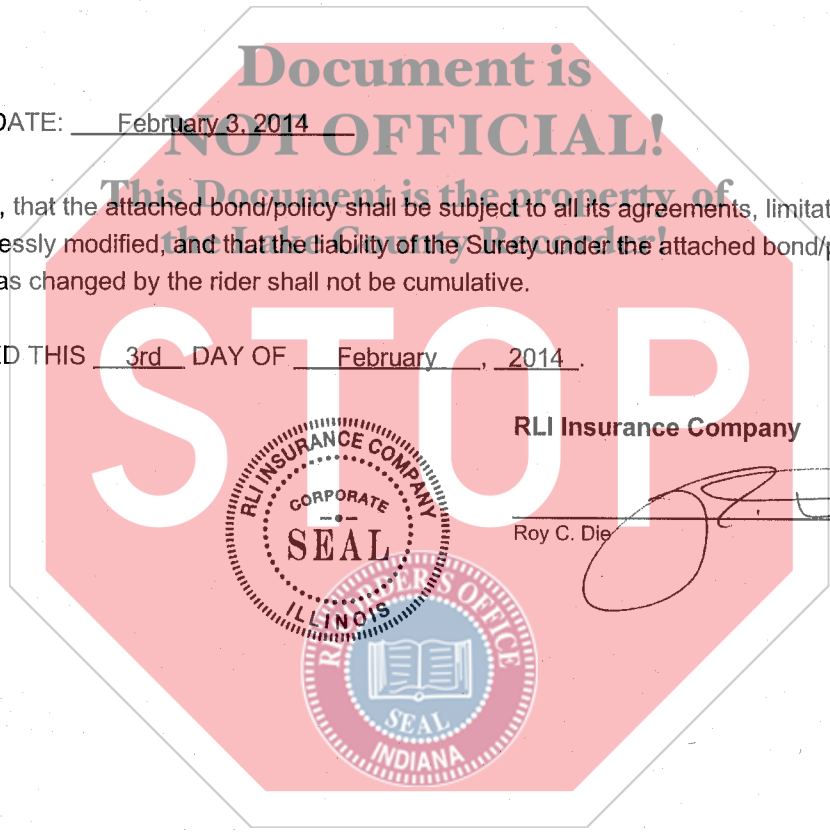 Document is
DATE: February 3, 2014
NOT OFFICIAL!
This Document is the property of
, that the attached bond/policy shall be subject to all its agreements, limitat
the Lake County Recorder!
essly modified, and that the liability of the Surety under the attached bond/p
as changed by the rider shall not be cumulative.
STOP
ED THIS 3rd DAY OF February, 2014.
RLI Insurance Company
RLI INSURANCE COMPANY
CORPORATE
SEAL
ILLINOIS
Roy C. Die
RECORDER'S OFFICE
SEAL
INDIANA